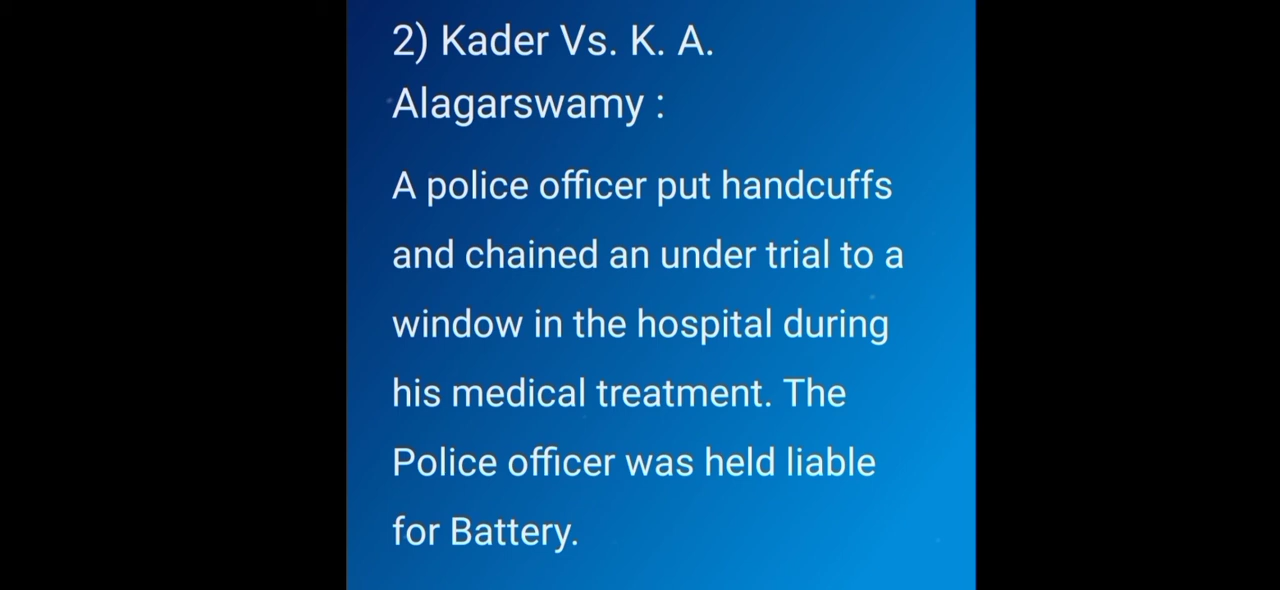 2) Kader Vs. K. A.
Alagarswamy :
A police officer put handcuffs
and chained an under trial to a
window in the hospital during
his medical treatment. The
Police officer was held liable
for Battery.